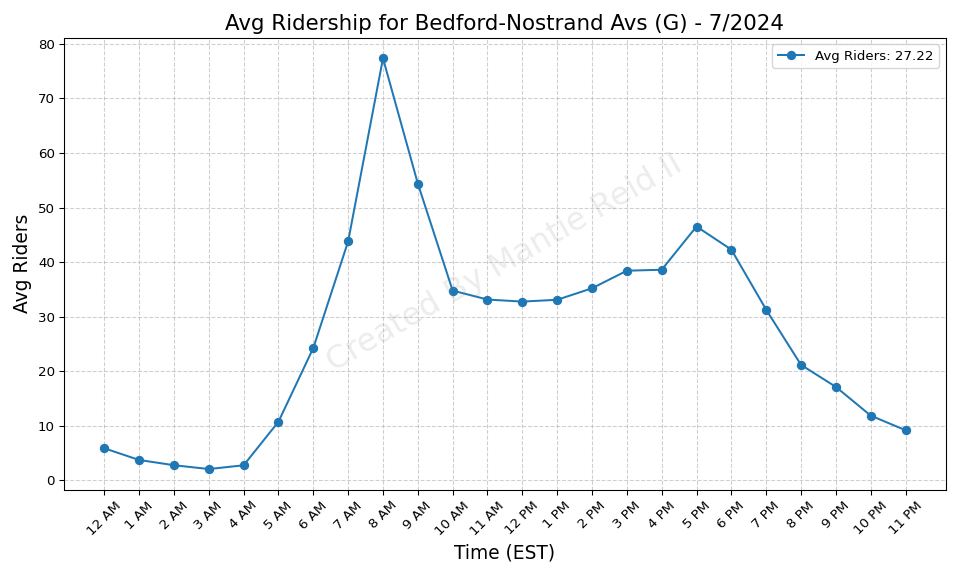 Avg Ridership for Bedford-Nostrand Avs (G) - 7/2024
Avg Riders: 27.22
Avg Riders
80
70
60
50
40
30
20
10
0
Created By Mantie Reid II
12 AM
1 AM
2 AM
3 AM
4 AM
5 AM
6 AM
7 AM
8 AM
9 AM
10 AM
11 AM
12 PM
1 PM
2 PM
3 PM
4 PM
5 PM
6 PM
7 PM
8 PM
9 PM
10 PM
11 PM
Time (EST)